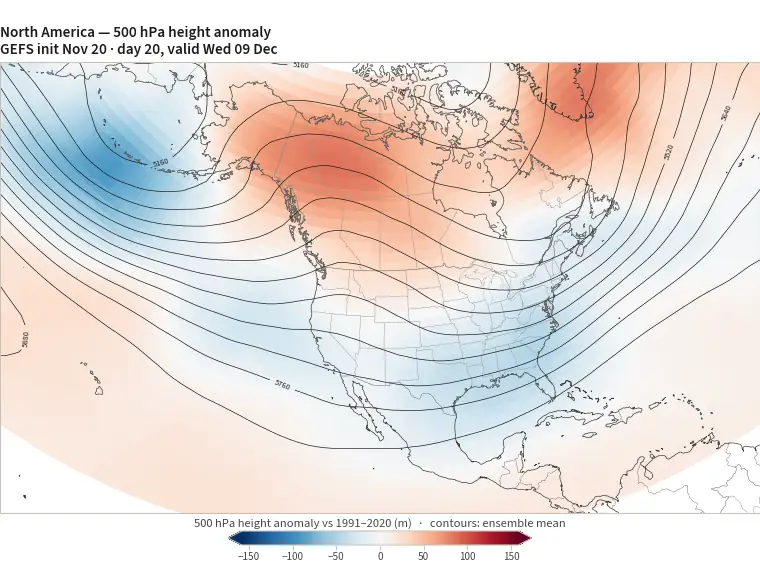 North America — 500 hPa height anomaly
GEFS init Nov 20 · day 20, valid Wed 09 Dec
5160
5640
5520
5160
5880
5760
500 hPa height anomaly vs 1991–2020 (m) · contours: ensemble mean
−150 −100 −50 0 50 100 150